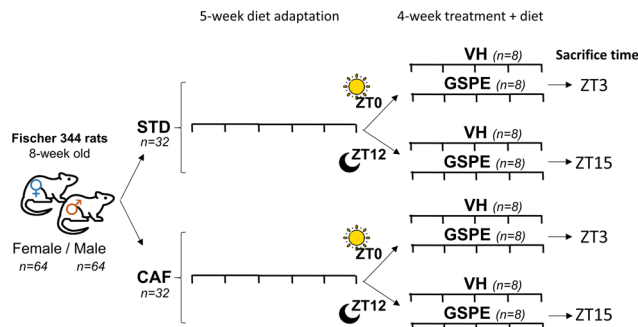 5-week diet adaptation
4-week treatment + diet
Sacrifice time
Fischer 344 rats
8-week old
Female / Male
n=64 n=64
STD
n=32
ZT0
VH (n=8)
GSPE (n=8)
ZT3
ZT12
VH (n=8)
GSPE (n=8)
ZT15
CAF
n=32
ZT0
VH (n=8)
GSPE (n=8)
ZT3
ZT12
VH (n=8)
GSPE (n=8)
ZT15